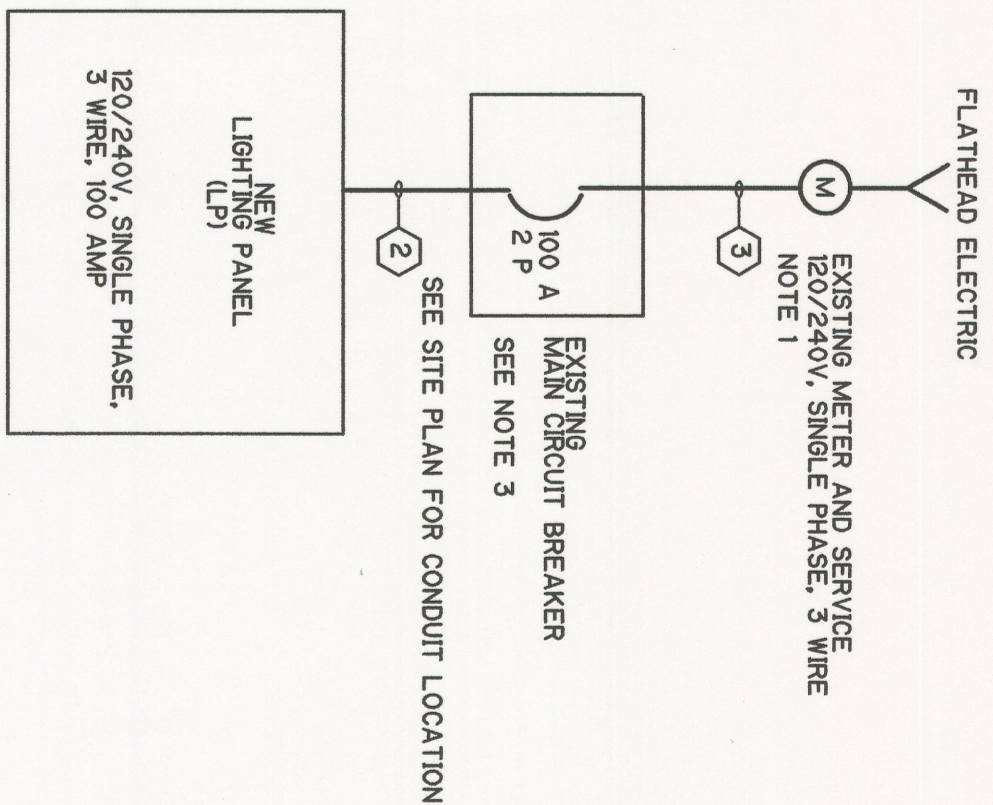 FLATHEAD ELECTRIC
M
EXISTING METER AND SERVICE
120/240V, SINGLE PHASE, 3 WIRE
NOTE 1
3
100 A
2 P
EXISTING
MAIN CIRCUIT BREAKER
SEE NOTE 3
2
SEE SITE PLAN FOR CONDUIT LOCATION
NEW
LIGHTING PANEL
(LP)
120/240V, SINGLE PHASE,
3 WIRE, 100 AMP